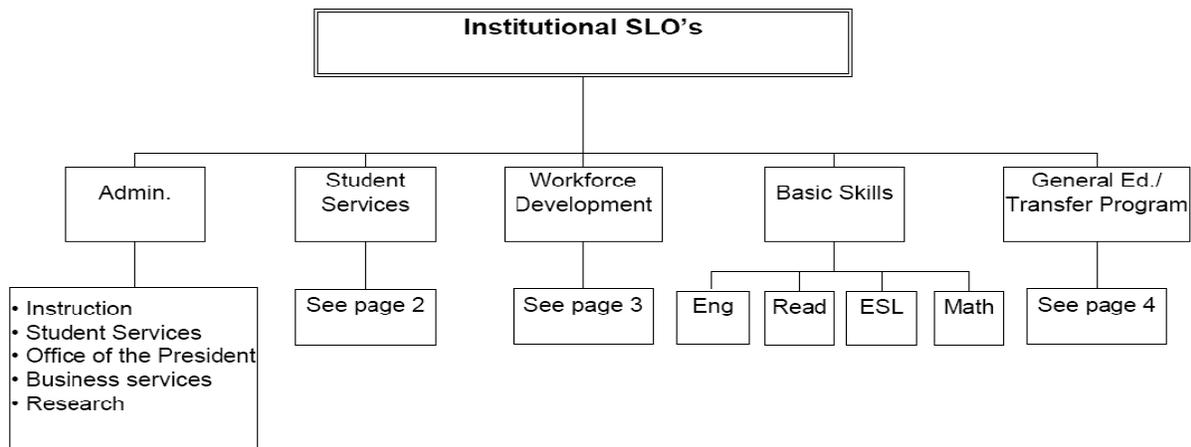 Institutional SLO’s
Admin.
Student
Services
Workforce
Development
Basic Skills
General Ed./
Transfer Program
• Instruction
• Student Services
• Office of the President
• Business services
• Research
See page 2
See page 3
Eng
Read
ESL
Math
See page 4